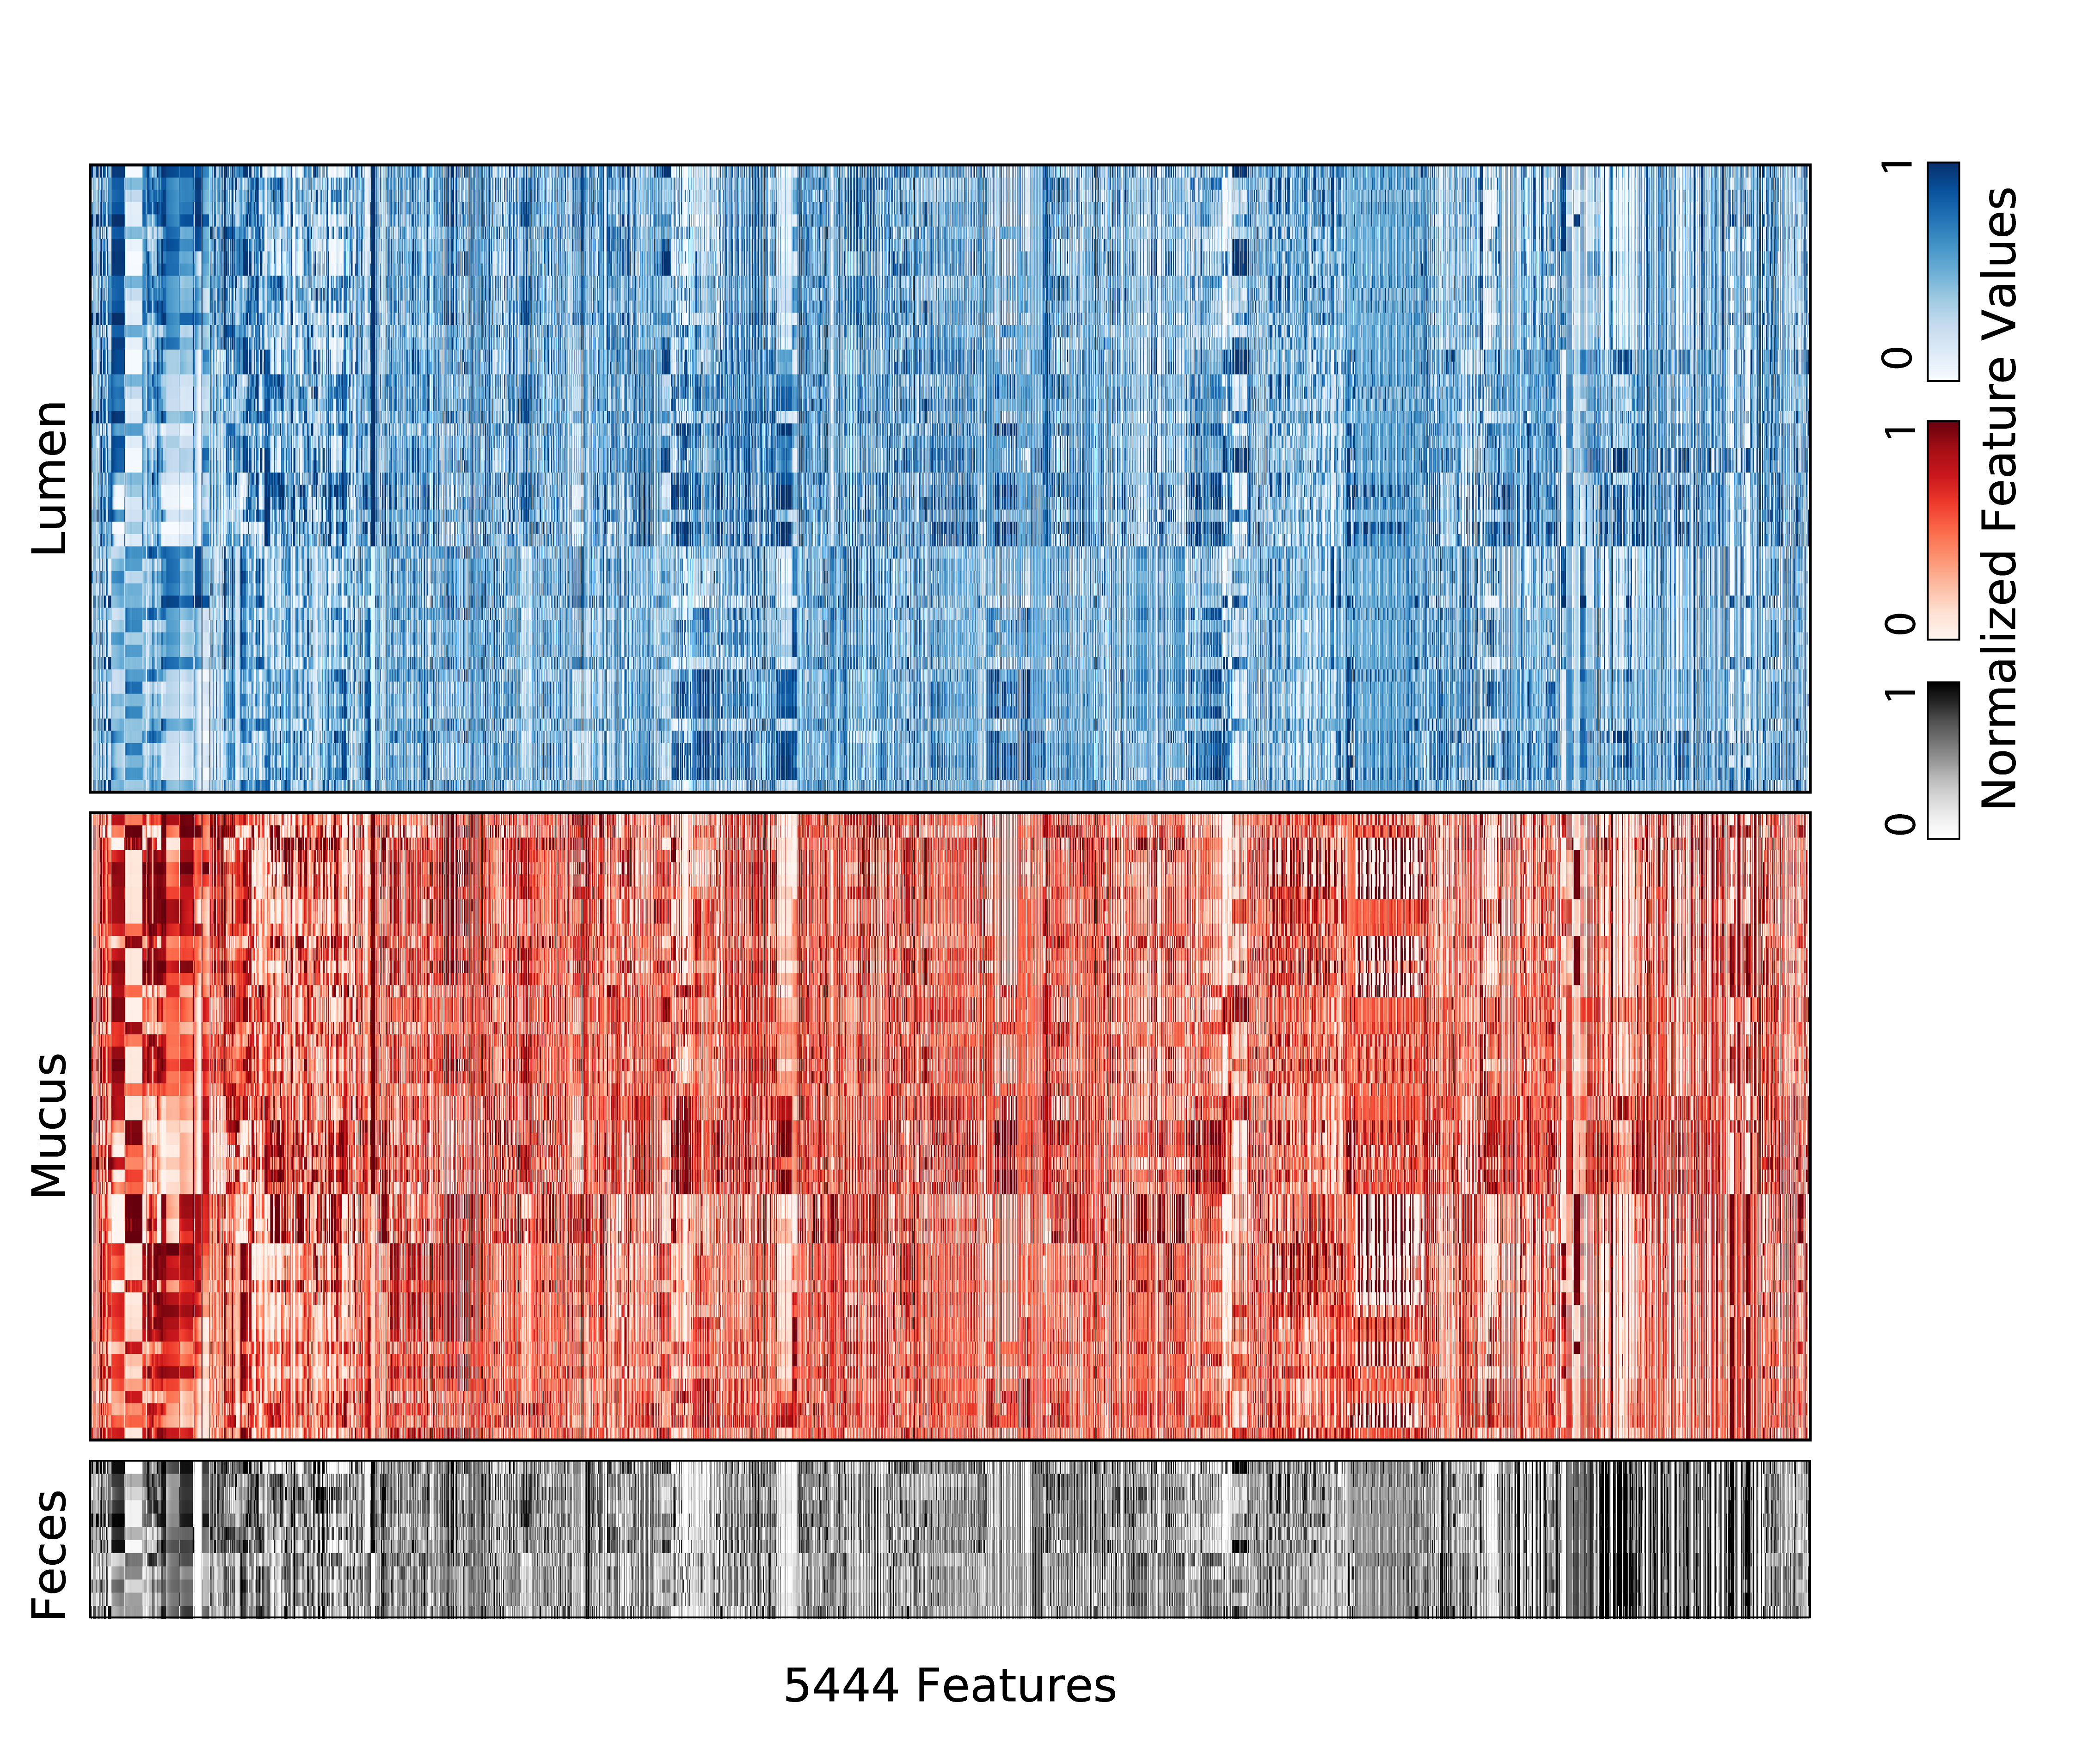 Lumen
Mucus
Feces
5444 Features
1
0
1
0
1
0
Normalized Feature Values